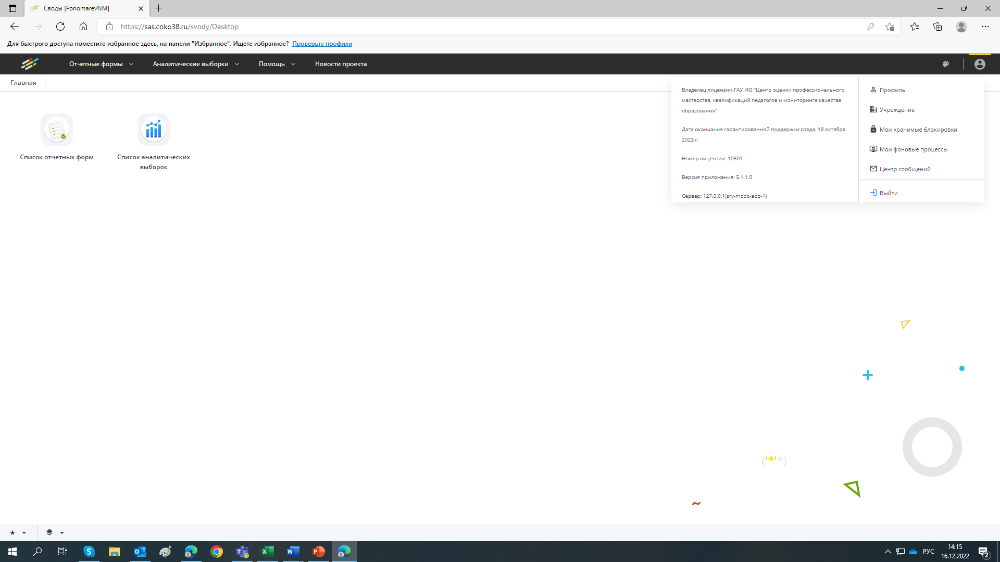 Своды [PonomarevNM]
https://sas.coko38.ru/svody/Desktop
Для быстрого доступа поместите избранное здесь, на панели "Избранное". Ищете избранное? Проверьте профили
Отчетные формы Аналитические выборки Помощь Новости проекта
Главная
Список отчетных форм
Список аналитических
выборок
Владелец лицензии:ГАУ ИО "Центр оценки профессионального
мастерства, квалификаций педагогов и мониторинга качества
образования"
Дата окончания гарантированной поддержки:среда, 18 октября
2023 г.
Номер лицензии: 10601
Версия приложения: 5.1.1.0
Сервер: 127.0.0.1(srv-modo-app-1)
Профиль
Учреждение
Мои хранимые блокировки
Мои фоновые процессы
Центр сообщений
Выйти
('*'*)
~
РУС
14:15
16.12.2022
2